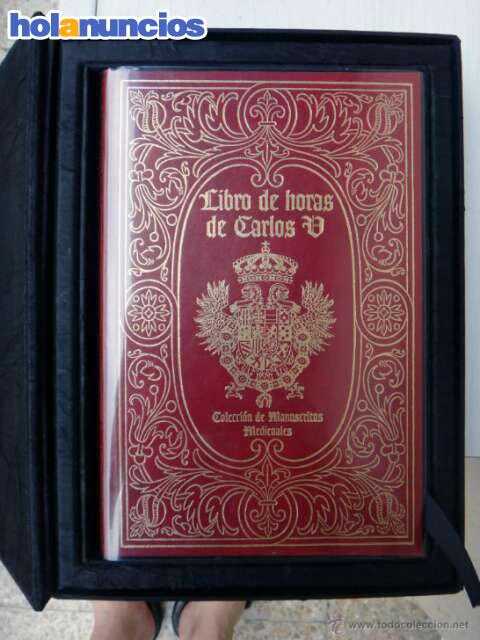 holanuncios
Libro de horas
de Carlos V
Colección de Manuscritos
Medievales
© www.todocoleccion.net